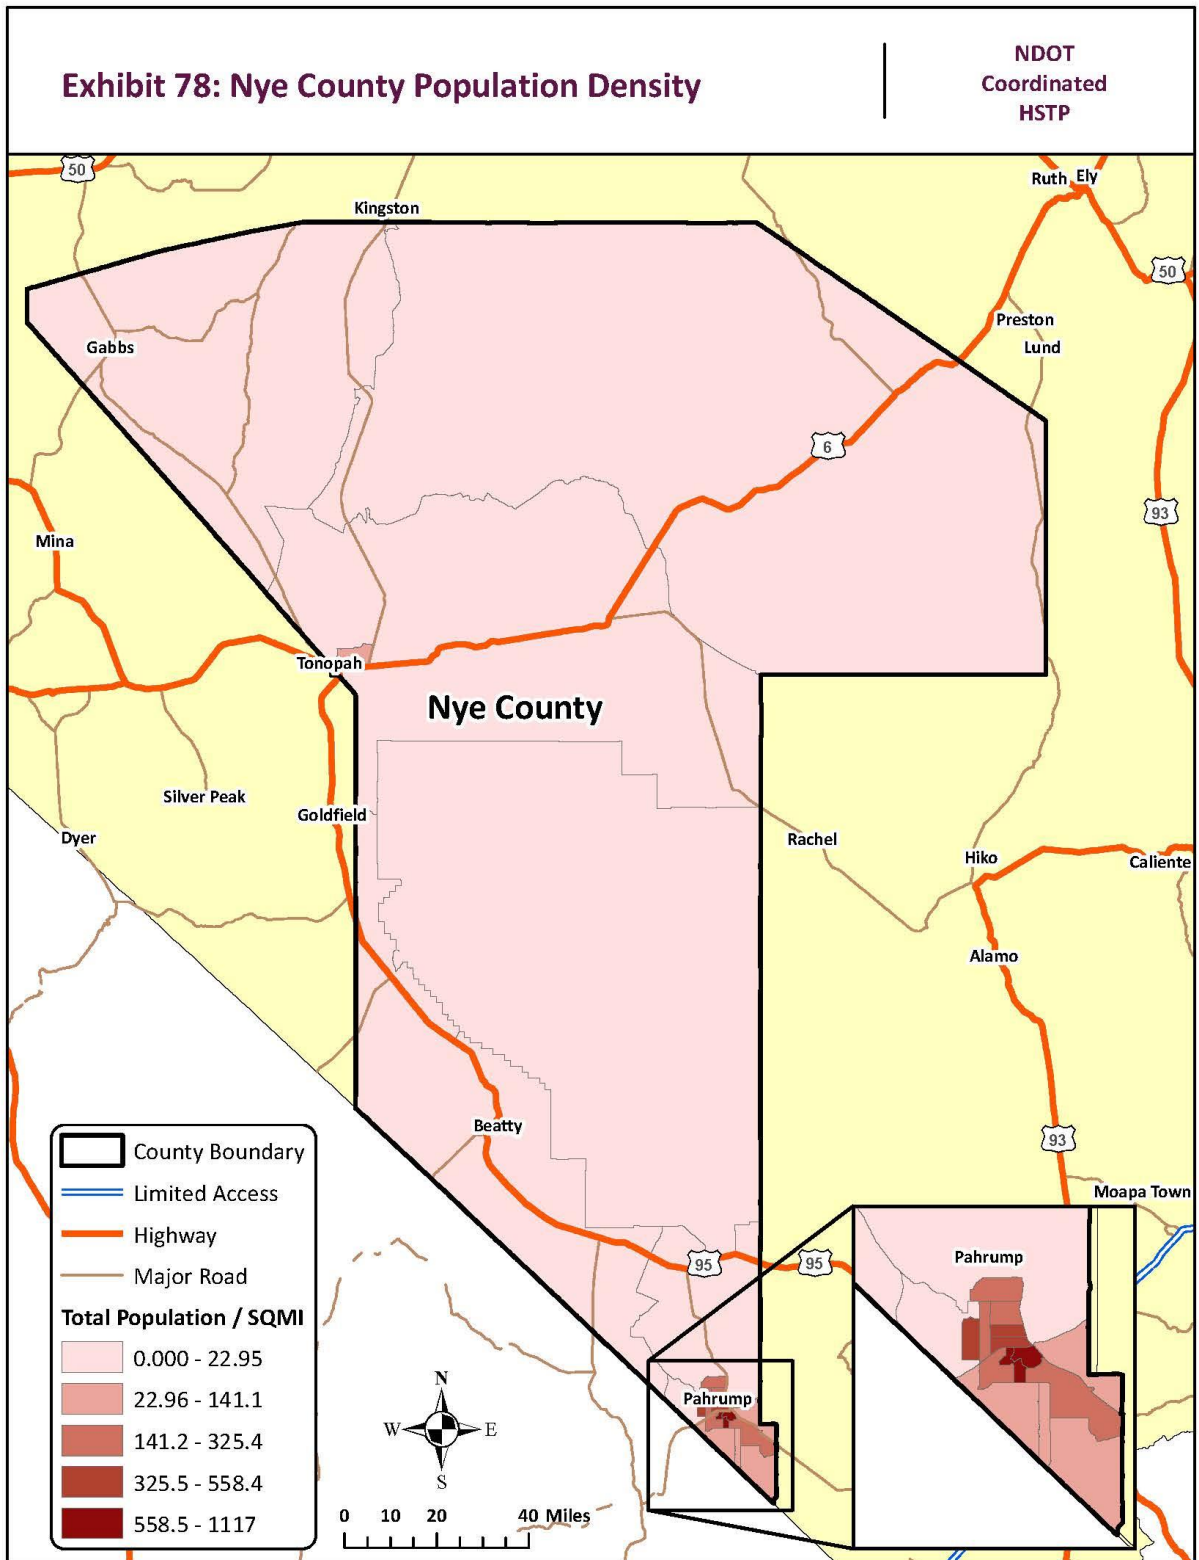 Exhibit 78: Nye County Population Density
NDOT
Coordinated
HSTP
50
Ruth
Ely
Kingston
50
Preston
Gabbs
Lund
6
93
Mina
Tonopah
Nye County
Silver Peak
Goldfield
Dyer
Rachel
Hiko
Caliente
Alamo
Beatty
93
Moapa Town
95
95
Pahrump
Pahrump
County Boundary
Limited Access
Highway
Major Road
Total Population / SQMI
0.000 - 22.95
22.96 - 141.1
141.2 - 325.4
325.5 - 558.4
558.5 - 1117
N
W
E
S
0 10 20 40 Miles